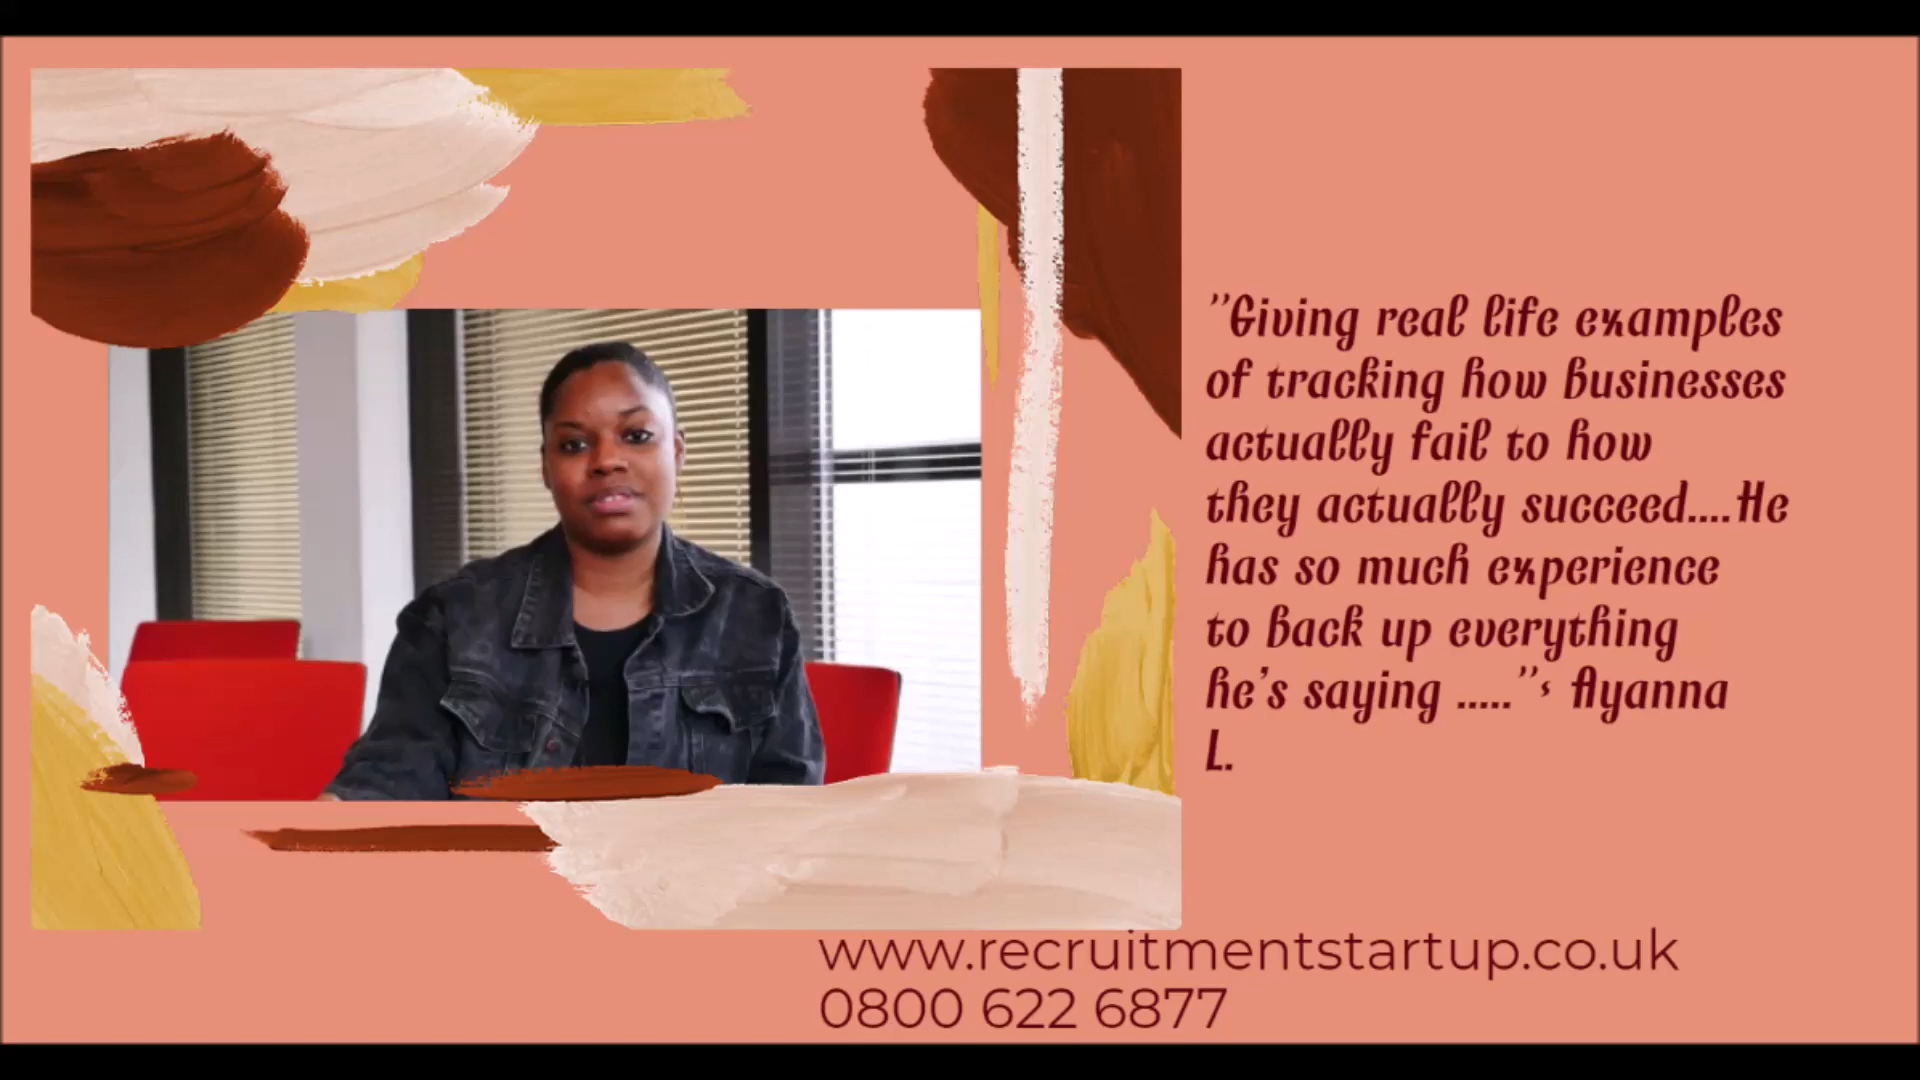 "Giving real life examples
of tracking how businesses
actually fail to how
they actually succeed....He
has so much experience
to back up everything
he's saying ....."‘ Ayanna
L.
www.recruitmentstartup.co.uk
0800 622 6877